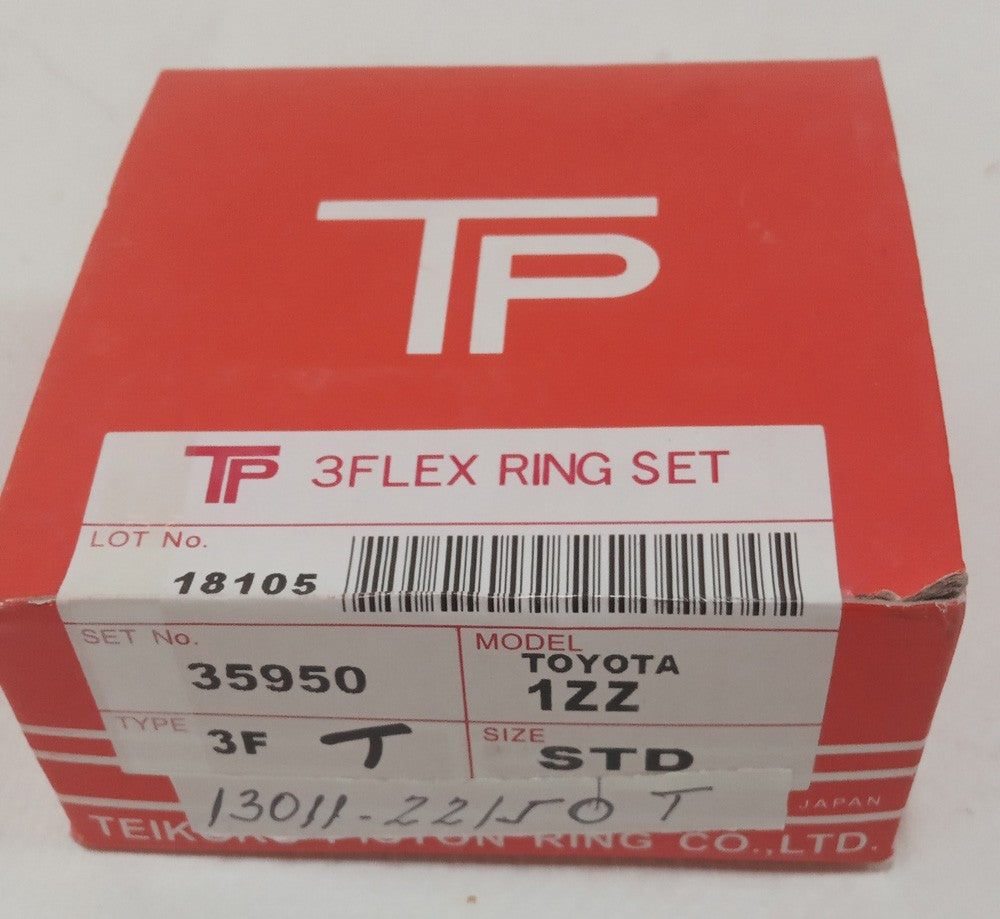 TP
TP 3FLEX RING SET
LOT No.
18105
SET No.
35950
MODEL
TOYOTA
1ZZ
TYPE
3F T
SIZE
STD
13011-22150 T
JAPAN
TEIKOKU PISTON RING CO.,LTD.